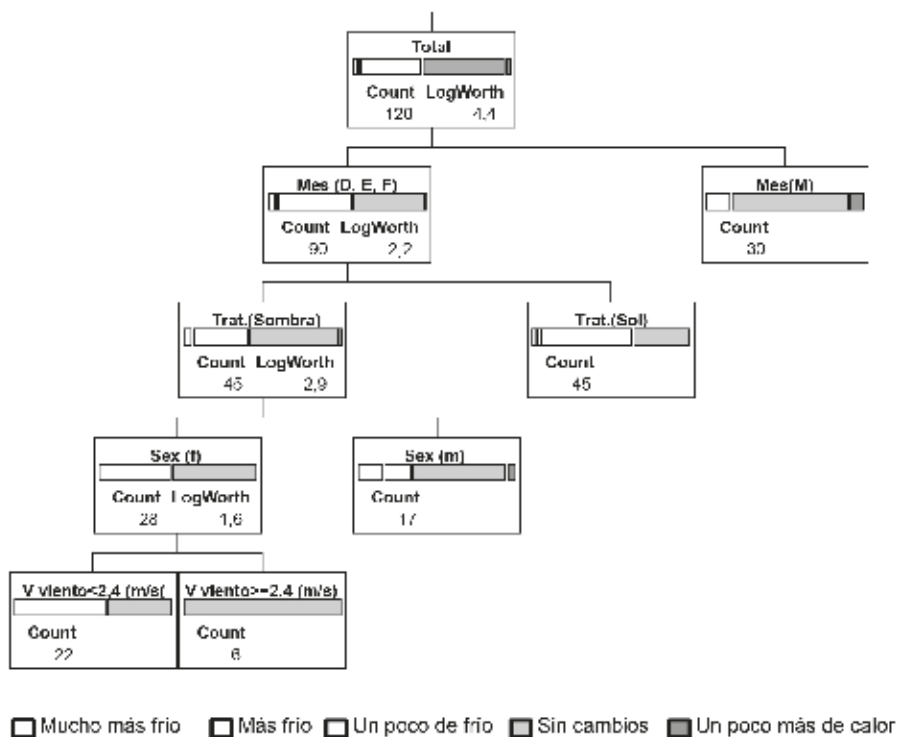 Total
Count LogWorth
120 4,4
Mes (D, E, F)
Count LogWorth
90 2,2
Mes(M)
Count
30
Trat.(Sombra)
Count LogWorth
45 2,9
Trat.(Sol)
Count
45
Sex (f)
Count LogWorth
28 1,6
Sex (m)
Count
17
V viento<2,4 (m/s(
Count
22
V viento>=2.4 (m/s)
Count
6
Mucho más frio Más frio Un poco de frío Sin cambios Un poco más de calor